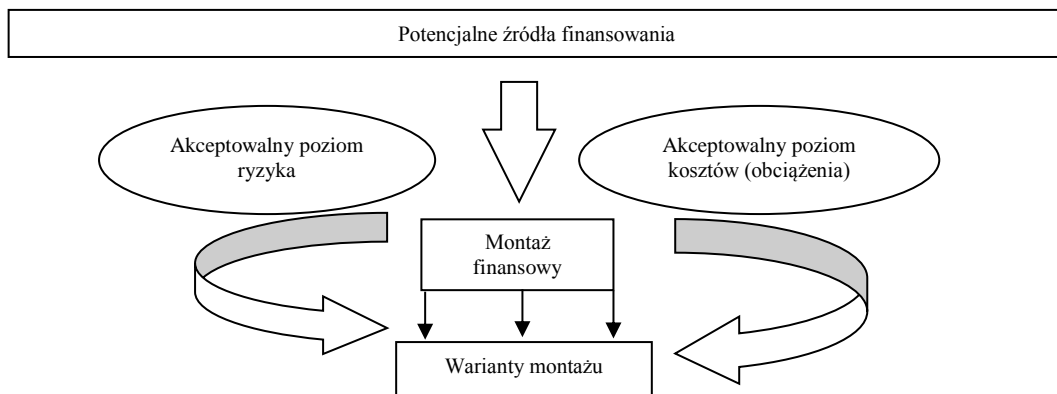 Potencjalne źródła finansowania
Akceptowalny poziom
ryzyka
Akceptowalny poziom
kosztów (obciążenia)
Montaż
finansowy
Warianty montażu